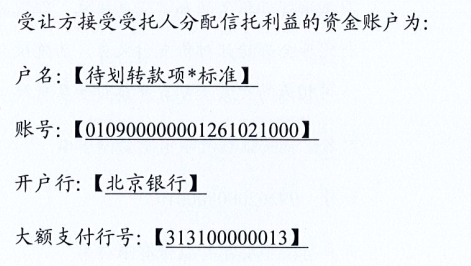 受让方接受受托人分配信托利益的资金账户为：
户名：【待划转款项*标准】
账号：【01090000001261021000】
开户行：【北京银行】
大额支付行号：【313100000013】